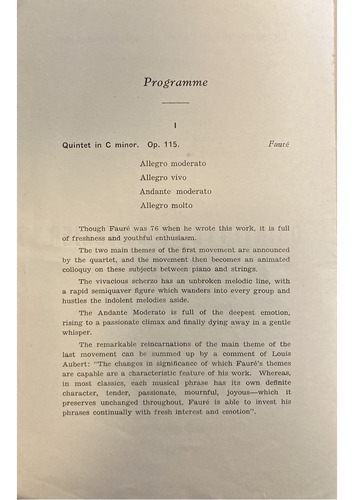 Programme
I
Quintet in C minor. Op. 115. Fauré
Allegro moderato
Allegro vivo
Andante moderato
Allegro molto
Though Fauré was 76 when he wrote this work, it is full
of freshness and youthful enthusiasm.
The two main themes of the first movement are announced
by the quartet, and the movement then becomes an animated
colloquy on these subjects between piano and strings.
The vivacious scherzo has an unbroken melodic line, with
a rapid semiquaver figure which wanders into every group and
hustles the indolent melodies aside.
The Andante Moderato is full of the deepest emotion,
rising to a passionate climax and finally dying away in a gentle
whisper.
The remarkable reincarnations of the main theme of the
last movement can be summed up by a comment of Louis
Aubert: "The changes in significance of which Fauré's themes
are capable are a characteristic feature of his work. Whereas,
in most classics, each musical phrase has its own definite
character, tender, passionate, mournful, joyous—which it
preserves unchanged throughout, Fauré is able to invest his
phrases continually with fresh interest and emotion".